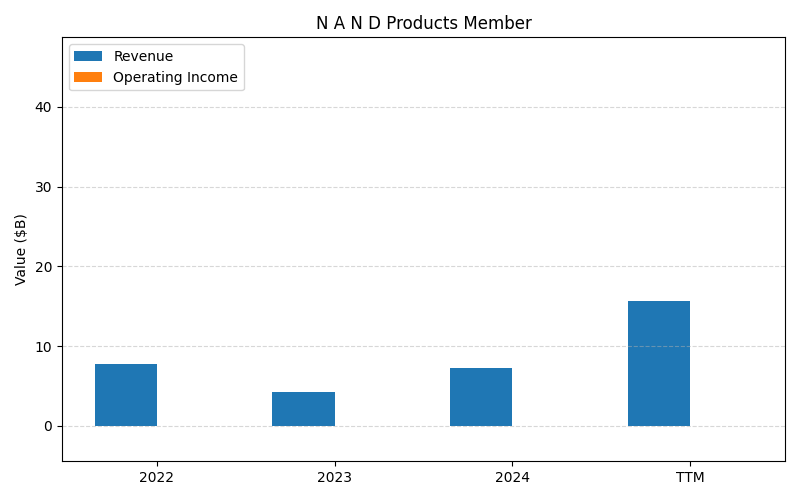 N A N D Products Member
Revenue
Operating Income
Value ($B)
40
30
20
10
0
2022 2023 2024 TTM